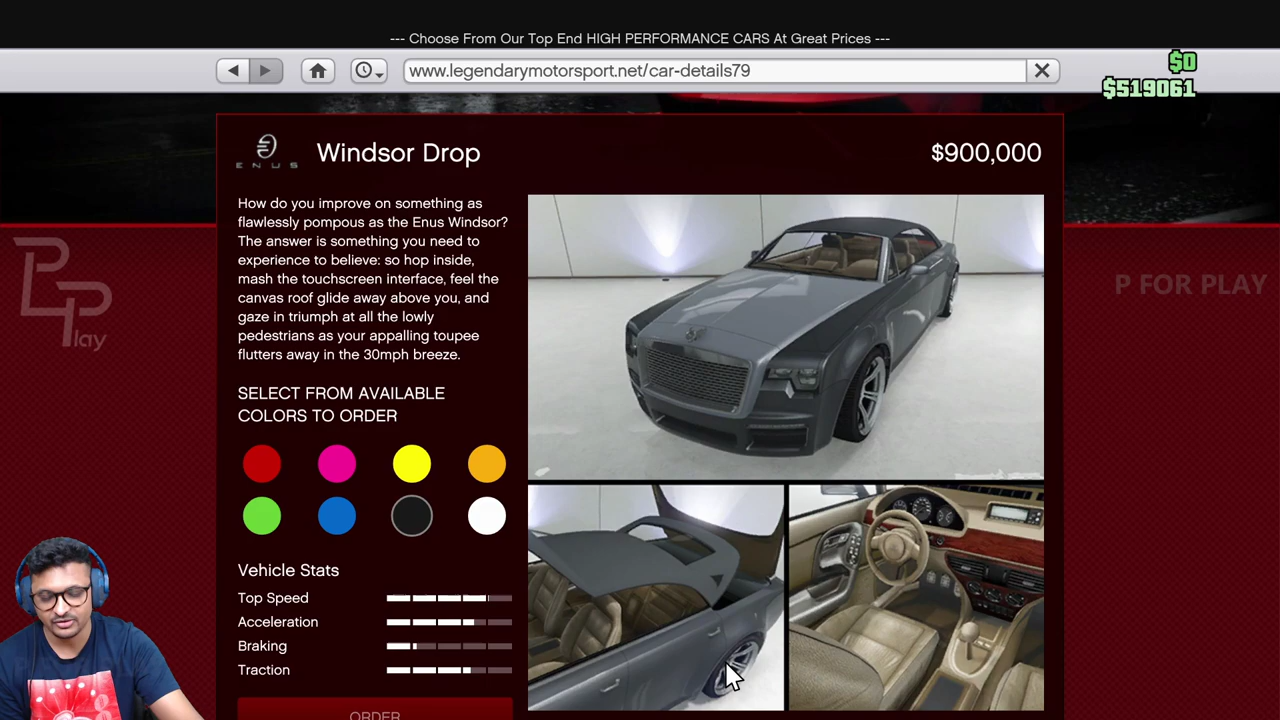 --- Choose From Our Top End HIGH PERFORMANCE CARS At Great Prices ---
www.legendarymotorsport.net/car-details79
$0
$519061
ENUS
Windsor Drop
$900,000
How do you improve on something as
flawlessly pompous as the Enus Windsor?
The answer is something you need to
experience to believe: so hop inside,
mash the touchscreen interface, feel the
canvas roof glide away above you, and
gaze in triumph at all the lowly
pedestrians as your appalling toupee
flutters away in the 30mph breeze.
SELECT FROM AVAILABLE
COLORS TO ORDER
Vehicle Stats
Top Speed
Acceleration
Braking
Traction
ORDER
P
Play
P FOR PLAY